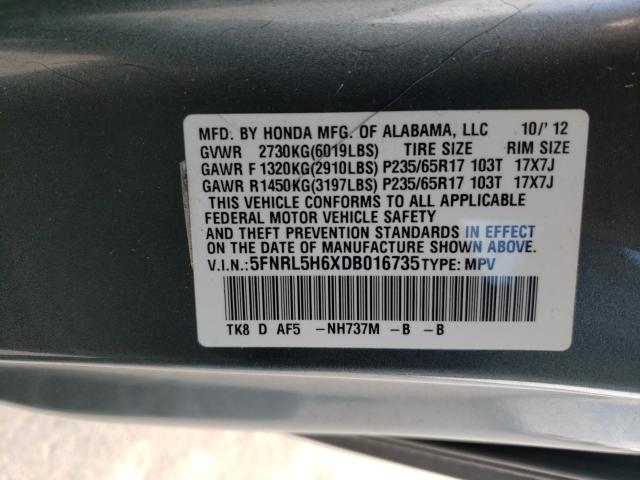 MFD. BY HONDA MFG. OF ALABAMA, LLC 10/'12
GVWR 2730KG(6019LBS) TIRE SIZE RIM SIZE
GAWR F 1320KG(2910LBS) P235/65R17 103T 17X7J
GAWR R1450KG(3197LBS) P235/65R17 103T 17X7J
THIS VEHICLE CONFORMS TO ALL APPLICABLE
FEDERAL MOTOR VEHICLE SAFETY
AND THEFT PREVENTION STANDARDS IN EFFECT
ON THE DATE OF MANUFACTURE SHOWN ABOVE.
V.I.N.:5FNRL5H6XDB016735 TYPE: MPV
TK8 D AF5 -NH737M -B -B